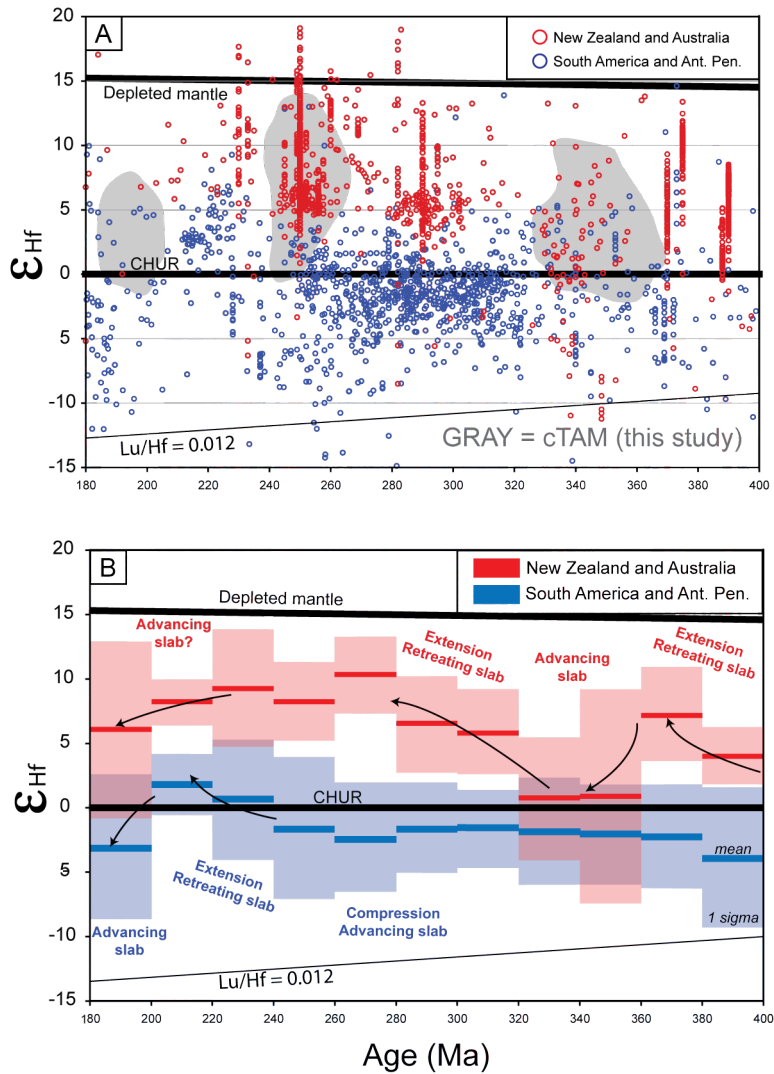 A
New Zealand and Australia
South America and Ant. Pen.
Depleted mantle
CHUR
Lu/Hf = 0.012
GRAY = cTAM (this study)
20
15
10
5
0
-5
-10
-15
εHf
180
200
220
240
260
280
300
320
340
360
380
400
B
New Zealand and Australia
South America and Ant. Pen.
Depleted mantle
Advancing
slab?
Extension
Retreating slab
Advancing
slab
Extension
Retreating slab
CHUR
mean
1 sigma
Extension
Retreating slab
Compression
Advancing slab
Advancing
slab
Lu/Hf = 0.012
20
15
10
5
0
-5
-10
-15
εHf
180
200
220
240
260
280
300
320
340
360
380
400
Age (Ma)